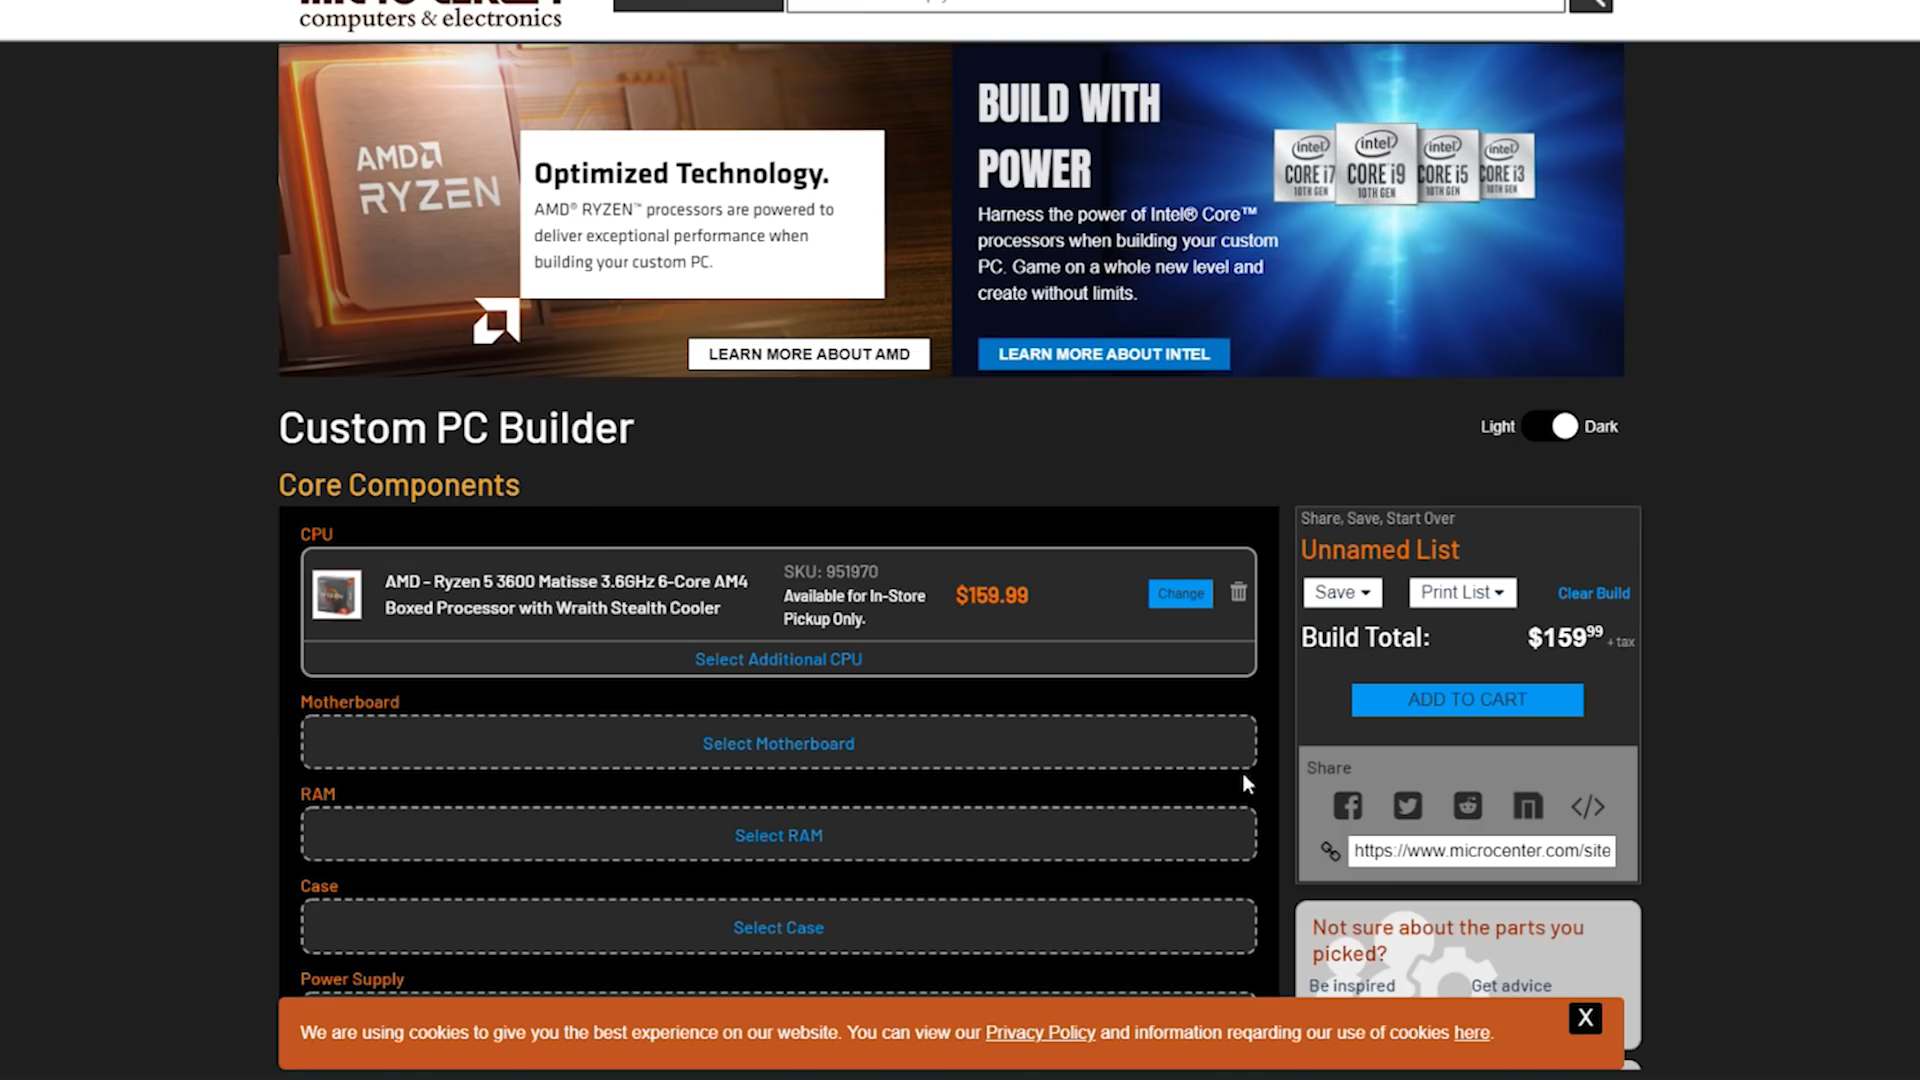 computers & electronics
AMD
RYZEN
Optimized Technology.
AMD® RYZEN™ processors are powered to
deliver exceptional performance when
building your custom PC.
LEARN MORE ABOUT AMD
BUILD WITH
POWER
Harness the power of Intel® Core™
processors when building your custom
PC. Game on a whole new level and
create without limits.
LEARN MORE ABOUT INTEL
intel CORE i7 10TH GEN
intel CORE i9 10TH GEN
intel CORE i5 10TH GEN
intel CORE i3 10TH GEN
Custom PC Builder
Light Dark
Core Components
CPU
AMD - Ryzen 5 3600 Matisse 3.6GHz 6-Core AM4
Boxed Processor with Wraith Stealth Cooler
SKU: 951970
Available for In-Store
Pickup Only.
$159.99
Change
Select Additional CPU
Motherboard
Select Motherboard
RAM
Select RAM
Case
Select Case
Power Supply
Share, Save, Start Over
Unnamed List
Save Print List Clear Build
Build Total: $15999 + tax
ADD TO CART
Share
https://www.microcenter.com/site
Not sure about the parts you
picked?
Be inspired Get advice
We are using cookies to give you the best experience on our website. You can view our Privacy Policy and information regarding our use of cookies here.
X